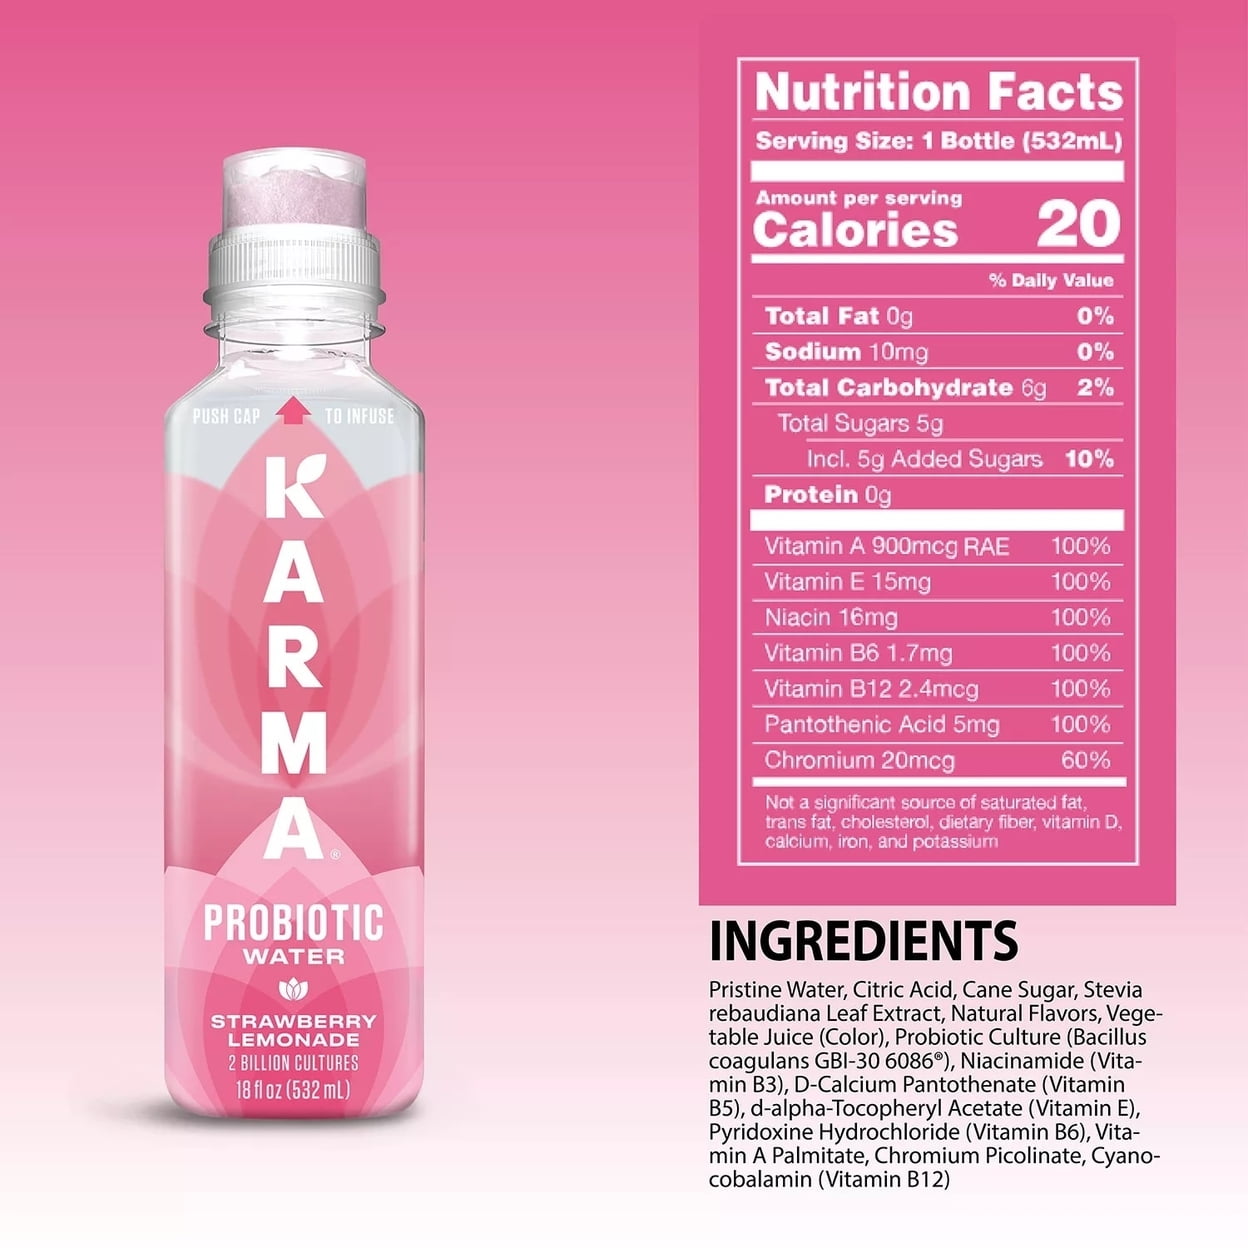 PUSH CAP TO INFUSE
KARMA®
PROBIOTIC
WATER
STRAWBERRY
LEMONADE
2 BILLION CULTURES
18 fl oz (532 mL)
Nutrition Facts
Serving Size: 1 Bottle (532mL)
Amount per serving
Calories 20
% Daily Value
Total Fat 0g 0%
Sodium 10mg 0%
Total Carbohydrate 6g 2%
Total Sugars 5g
Incl. 5g Added Sugars 10%
Protein 0g
Vitamin A 900mcg RAE 100%
Vitamin E 15mg 100%
Niacin 16mg 100%
Vitamin B6 1.7mg 100%
Vitamin B12 2.4mcg 100%
Pantothenic Acid 5mg 100%
Chromium 20mcg 60%
Not a significant source of saturated fat,
trans fat, cholesterol, dietary fiber, vitamin D,
calcium, iron, and potassium
INGREDIENTS
Pristine Water, Citric Acid, Cane Sugar, Stevia
rebaudiana Leaf Extract, Natural Flavors, Vege-
table Juice (Color), Probiotic Culture (Bacillus
coagulans GBI-30 6086®), Niacinamide (Vita-
min B3), D-Calcium Pantothenate (Vitamin
B5), d-alpha-Tocopheryl Acetate (Vitamin E),
Pyridoxine Hydrochloride (Vitamin B6), Vita-
min A Palmitate, Chromium Picolinate, Cyano-
cobalamin (Vitamin B12)